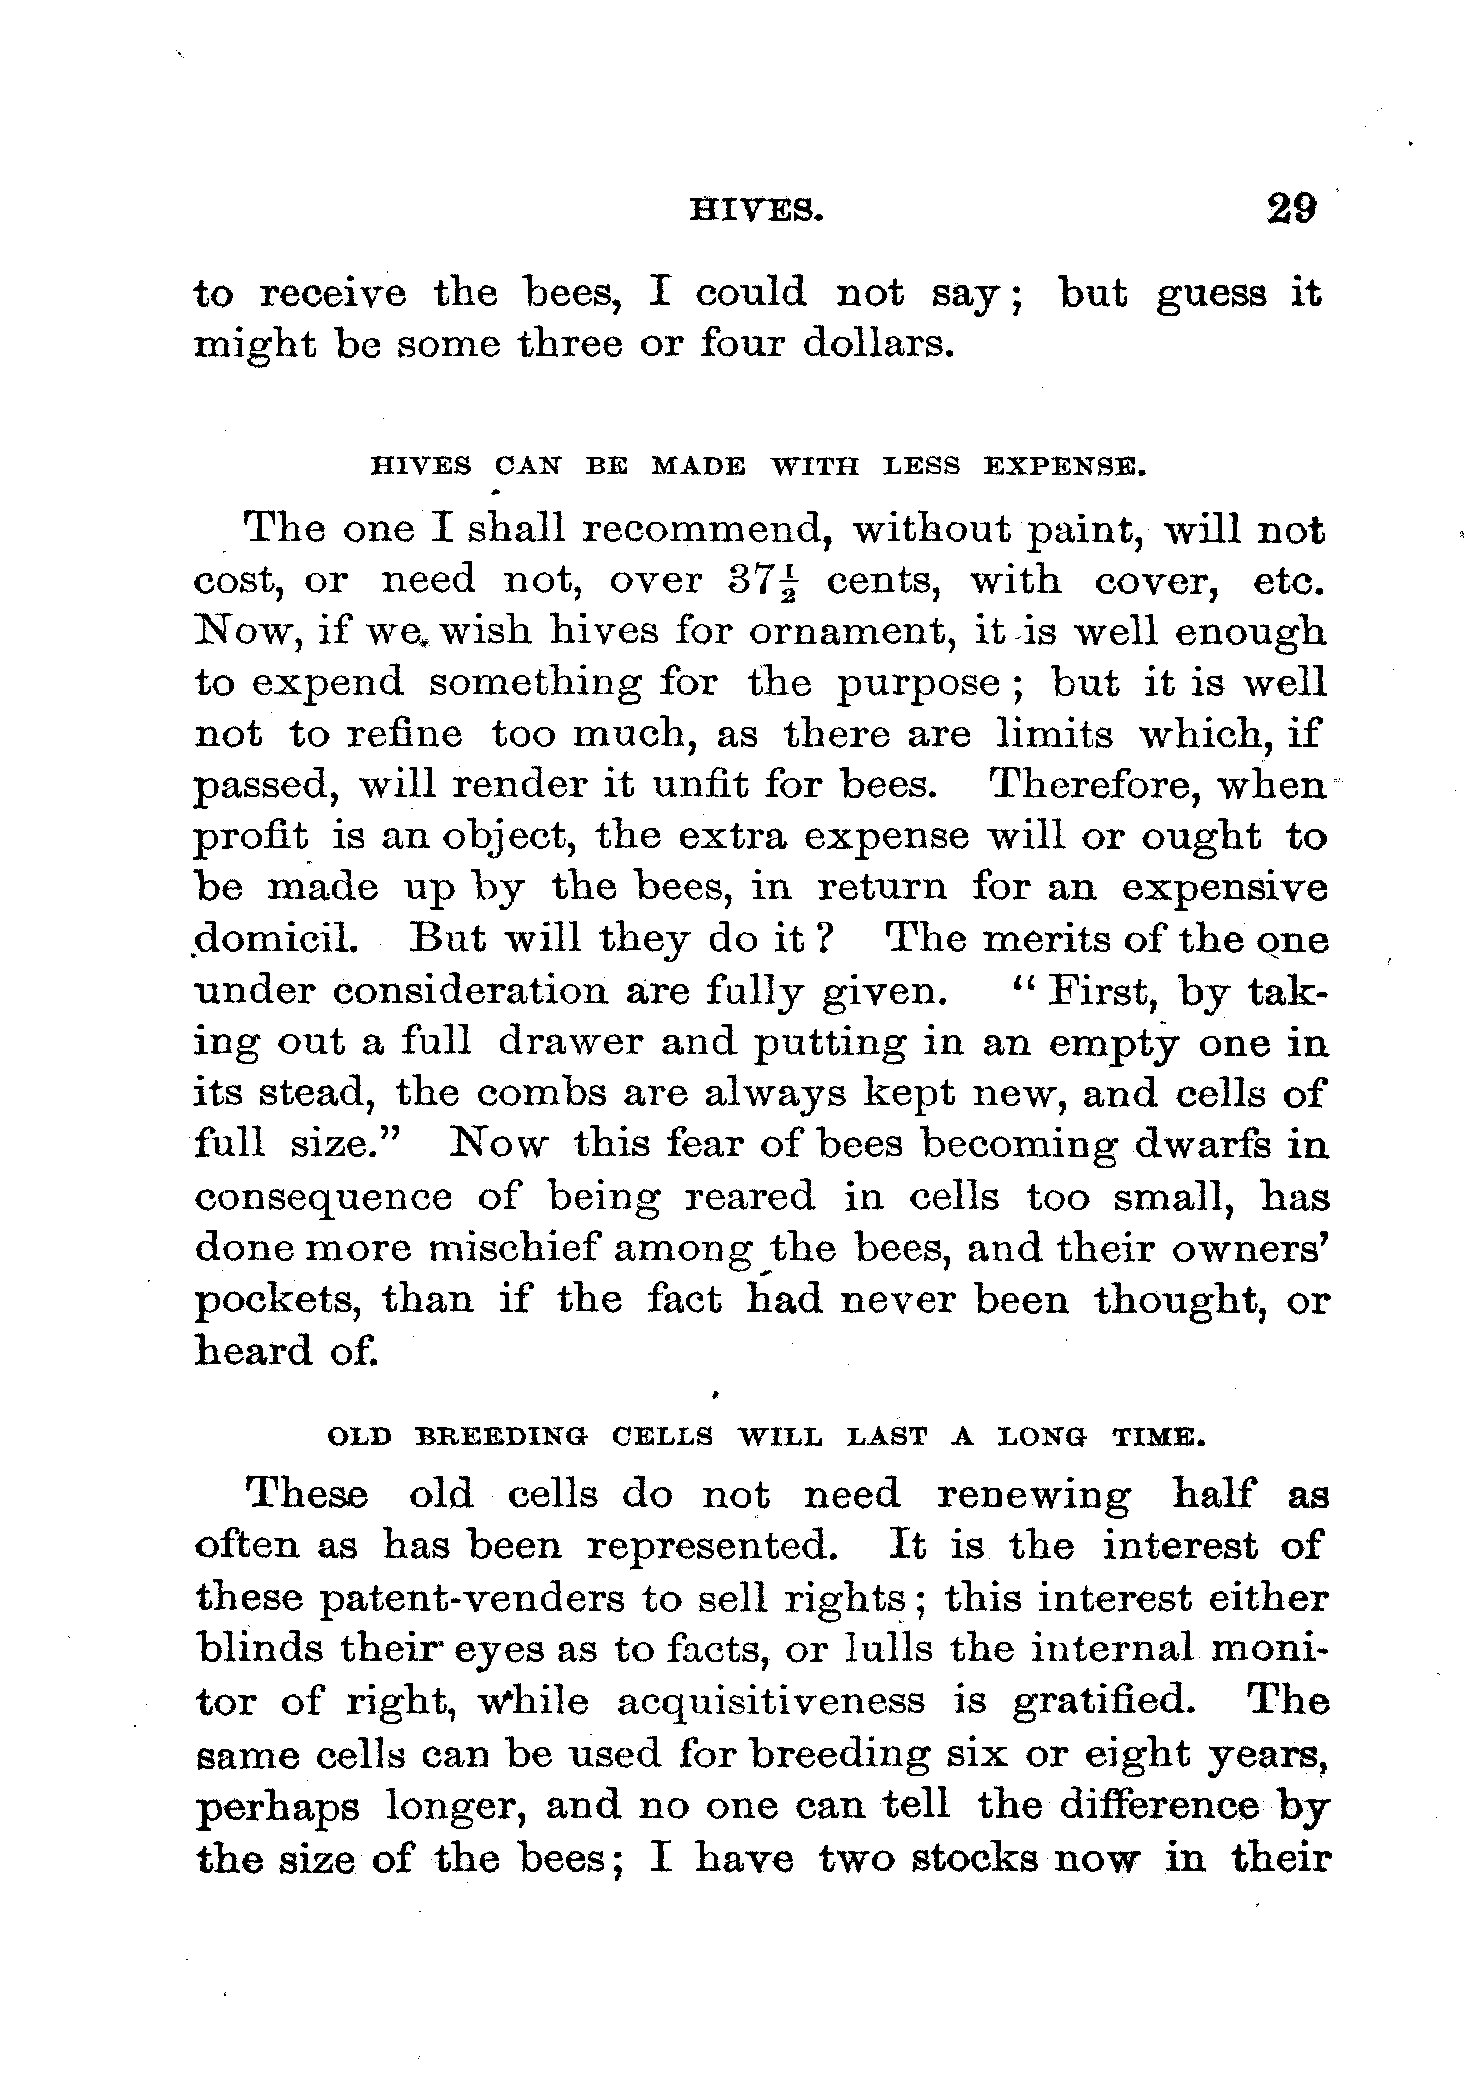 HIVES. 29
to receive the bees, I could not say; but guess it
might be some three or four dollars.
HIVES CAN BE MADE WITH LESS EXPENSE.
The one I shall recommend, without paint, will not
cost, or need not, over 37½ cents, with cover, etc.
Now, if we wish hives for ornament, it is well enough
to expend something for the purpose; but it is well
not to refine too much, as there are limits which, if
passed, will render it unfit for bees. Therefore, when
profit is an object, the extra expense will or ought to
be made up by the bees, in return for an expensive
domicil. But will they do it? The merits of the one
under consideration are fully given. "First, by tak-
ing out a full drawer and putting in an empty one in
its stead, the combs are always kept new, and cells of
full size." Now this fear of bees becoming dwarfs in
consequence of being reared in cells too small, has
done more mischief among the bees, and their owners'
pockets, than if the fact had never been thought, or
heard of.
OLD BREEDING CELLS WILL LAST A LONG TIME.
These old cells do not need renewing half as
often as has been represented. It is the interest of
these patent-venders to sell rights; this interest either
blinds their eyes as to facts, or lulls the internal moni-
tor of right, while acquisitiveness is gratified. The
same cells can be used for breeding six or eight years,
perhaps longer, and no one can tell the difference by
the size of the bees; I have two stocks now in their